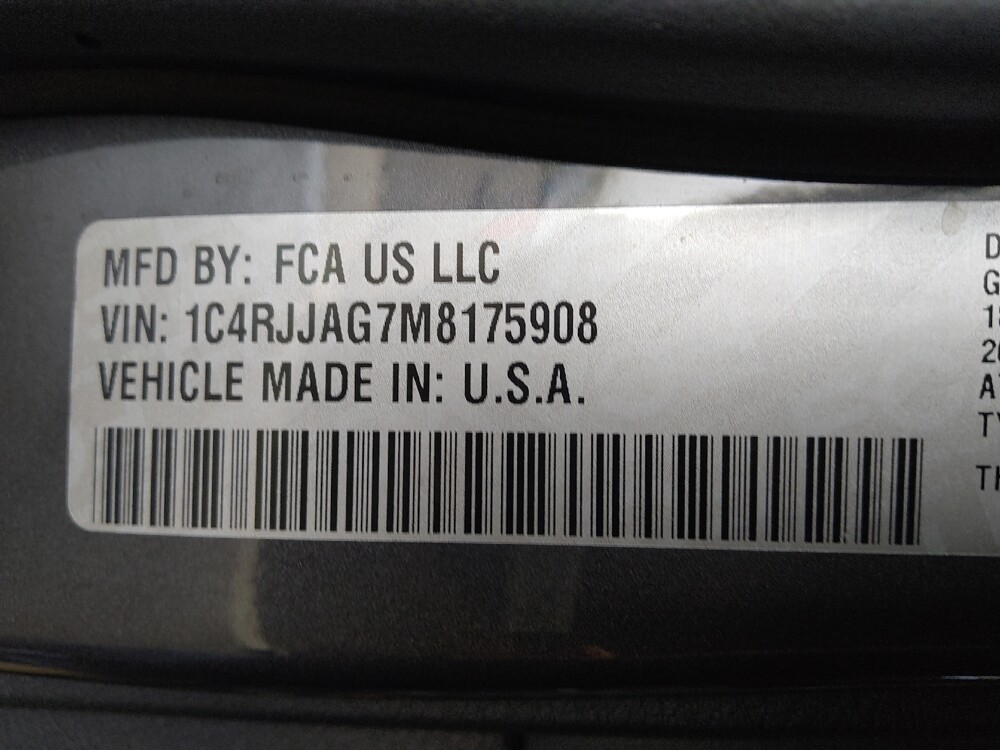 MFD BY: FCA US LLC
VIN: 1C4RJJAG7M8175908
VEHICLE MADE IN: U.S.A.